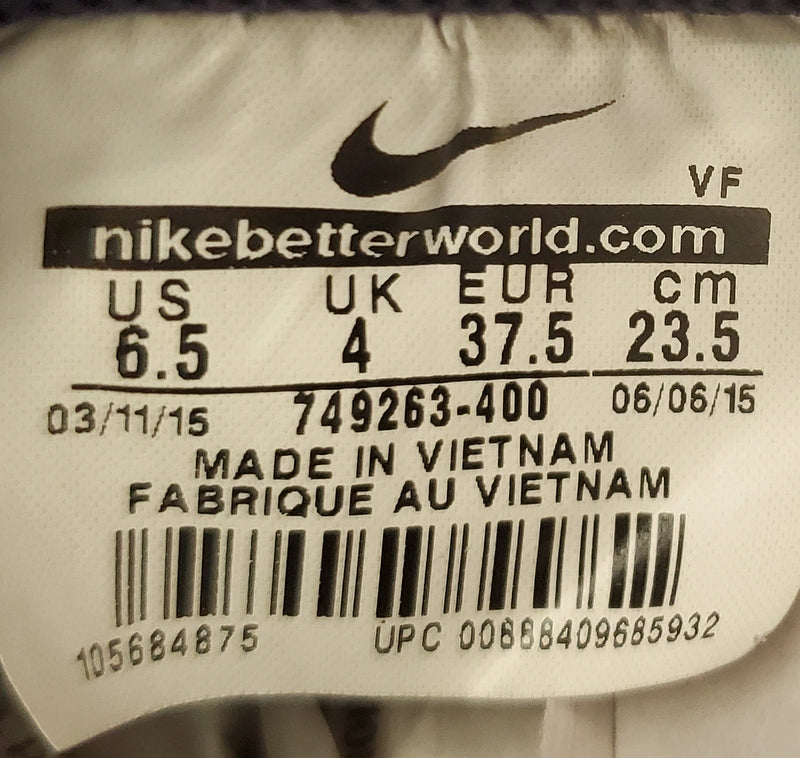 VF
nikebetterworld.com
US UK EUR cm
6.5 4 37.5 23.5
03/11/15 749263-400 06/06/15
MADE IN VIETNAM
FABRIQUE AU VIETNAM
105684875 UPC 00888409685932